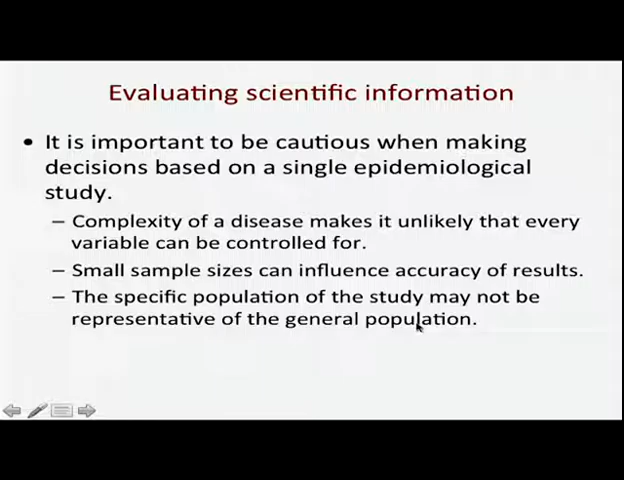 Evaluating scientific information
• It is important to be cautious when making
decisions based on a single epidemiological
study.
– Complexity of a disease makes it unlikely that every
variable can be controlled for.
– Small sample sizes can influence accuracy of results.
– The specific population of the study may not be
representative of the general population.